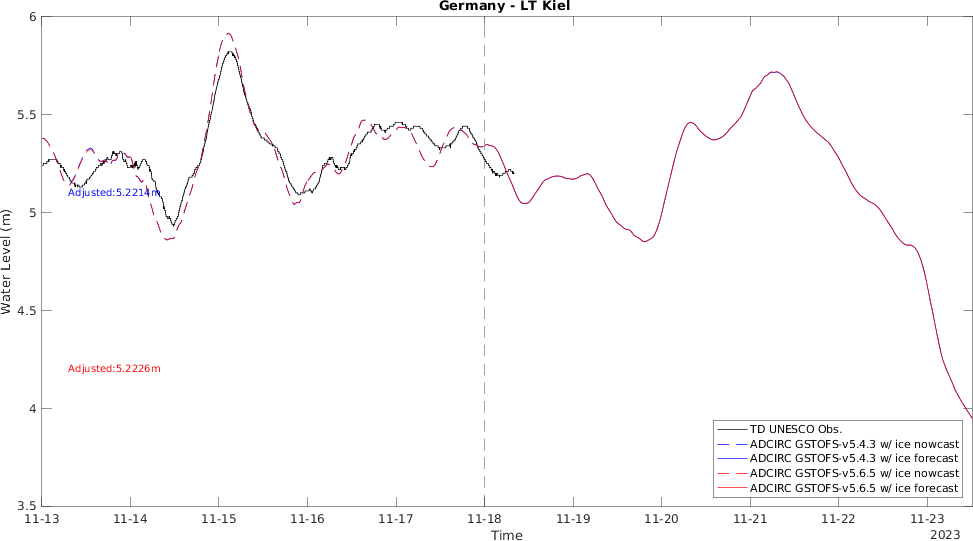 Germany - LT Kiel
6
5.5
5
4.5
4
3.5
Water Level (m)
Adjusted:5.2214m
Adjusted:5.2226m
TD UNESCO Obs.
ADCIRC GSTOFS-v5.4.3 w/ ice nowcast
ADCIRC GSTOFS-v5.4.3 w/ ice forecast
ADCIRC GSTOFS-v5.6.5 w/ ice nowcast
ADCIRC GSTOFS-v5.6.5 w/ ice forecast
11-13 11-14 11-15 11-16 11-17 11-18 11-19 11-20 11-21 11-22 11-23
Time
2023